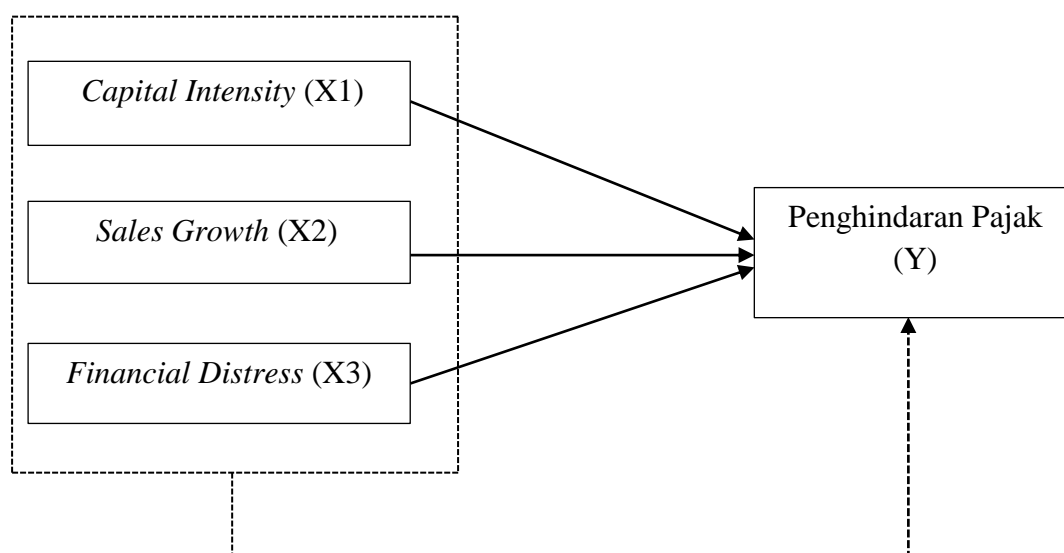 Capital Intensity (X1)
Sales Growth (X2)
Financial Distress (X3)
Penghindaran Pajak
(Y)